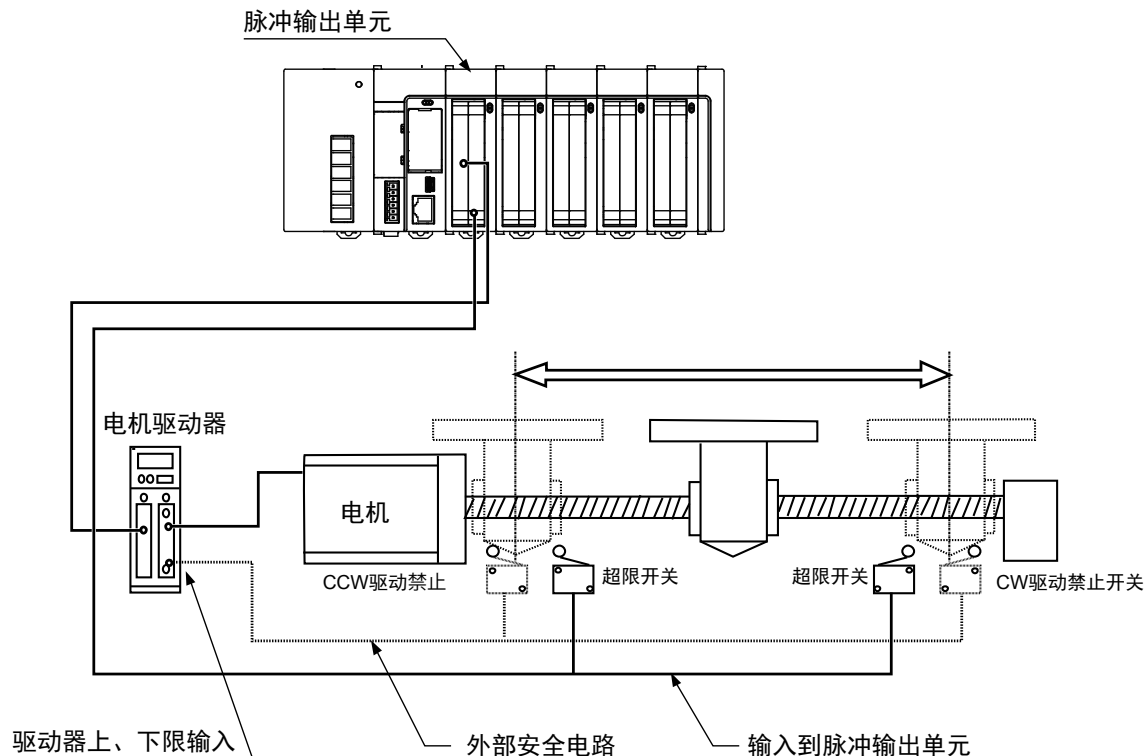 脉冲输出单元
电机驱动器
电机
CCW驱动禁止
超限开关
超限开关
CW驱动禁止开关
驱动器上、下限输入
外部安全电路
输入到脉冲输出单元